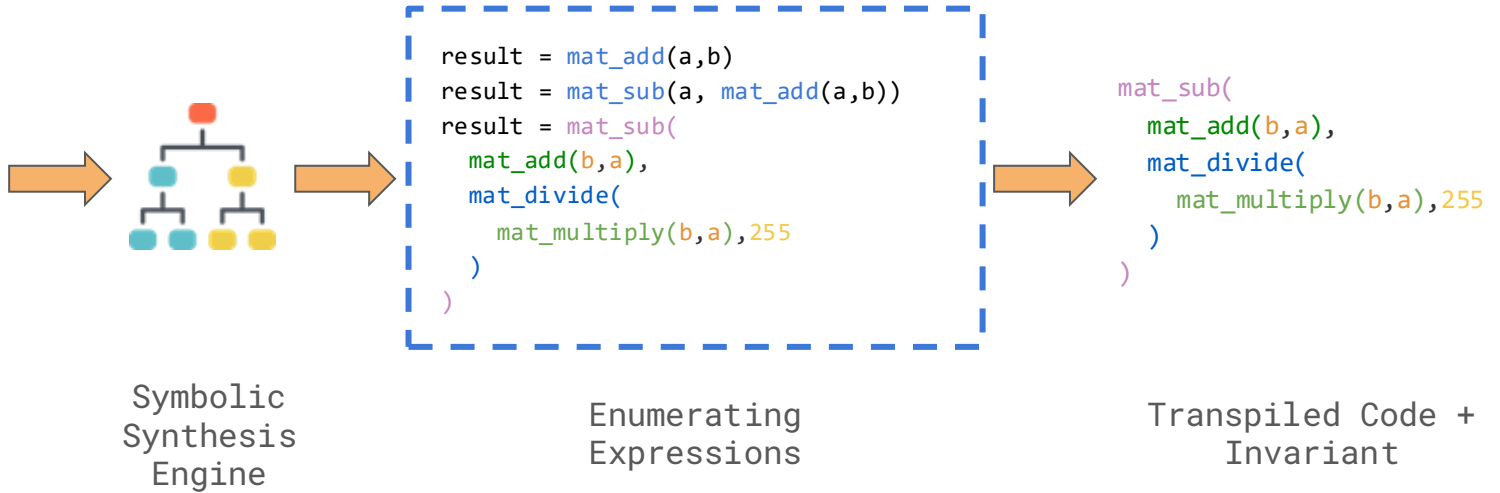 result = mat_add(a,b)
result = mat_sub(a, mat_add(a,b))
result = mat_sub(
mat_add(b,a),
mat_divide(
mat_multiply(b,a),255
)
)
mat_sub(
mat_add(b,a),
mat_divide(
mat_multiply(b,a),255
)
)
Symbolic
Synthesis
Engine
Enumerating
Expressions
Transpiled Code +
Invariant